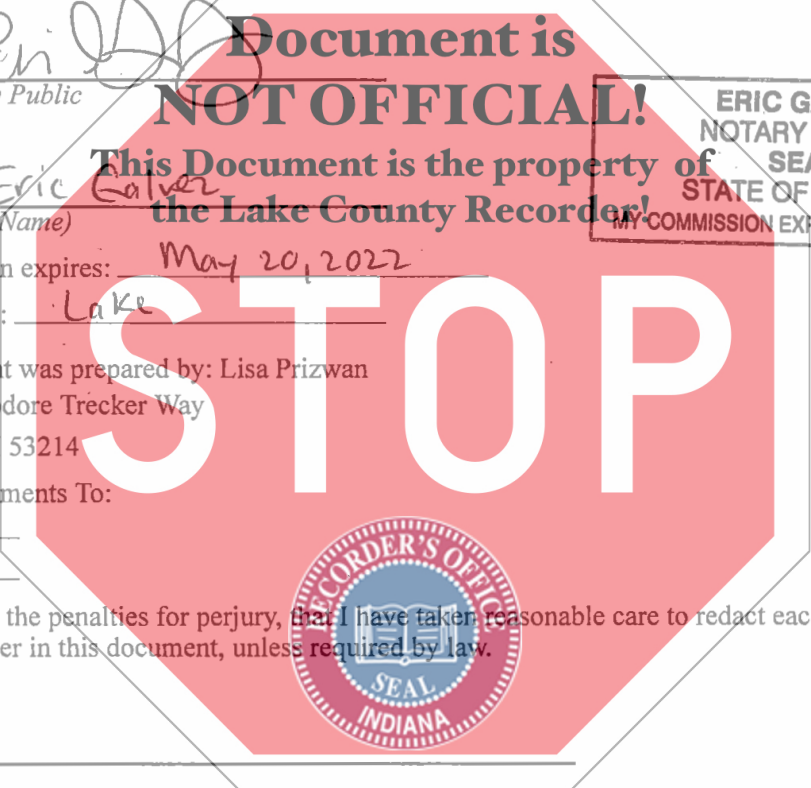 Document is
Public
NOT OFFICIAL!
ERIC G
NOTARY
SEA
STATE OF
MY COMMISSION EXP
This Document is the property of
Eric Galvez
the Lake County Recorder!
Name)
n expires: May 20, 2022
: Lake
STOP
nt was prepared by: Lisa Prizwan
dore Trecker Way
53214
ments To:
RECORDER'S OFFICE
the penalties for perjury, that I have taken reasonable care to redact eac
er in this document, unless required by law.
SEAL
INDIANA